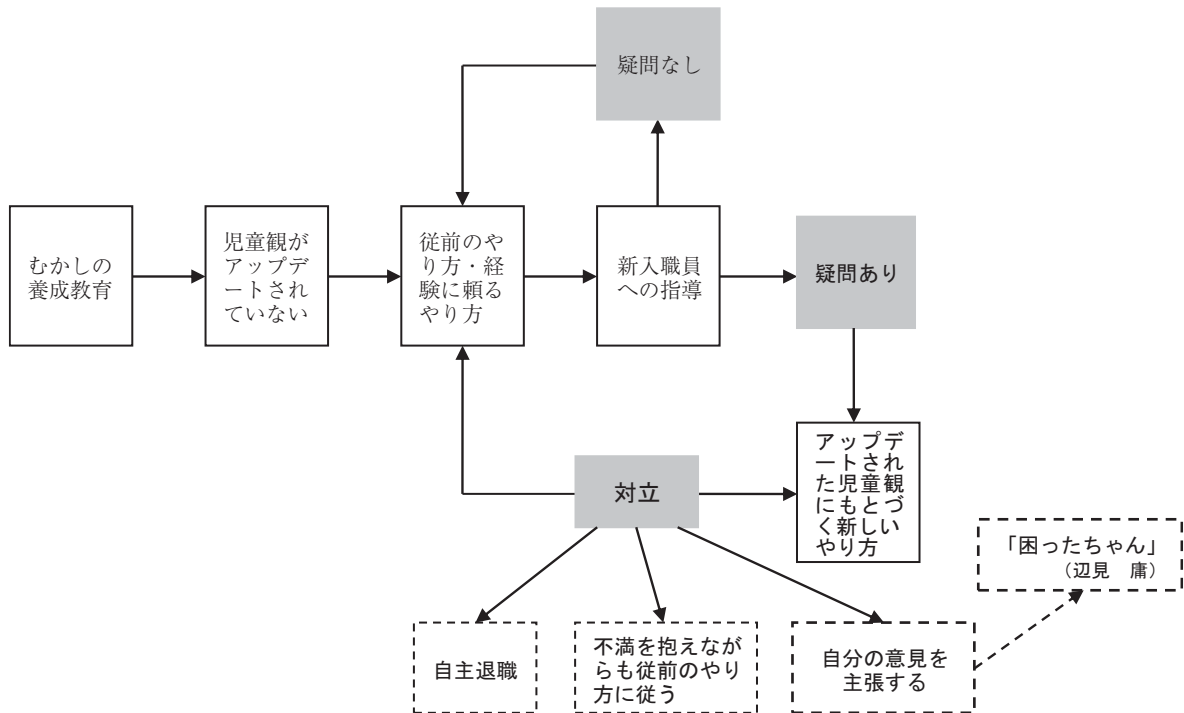 疑問なし
むかしの
養成教育
児童観が
アップデ
ートされ
ていない
従前のや
り方・経
験に頼る
やり方
新入職員
への指導
疑問あり
アップデ
ートされ
た児童観
にもとづ
く新しい
やり方
対立
「困ったちゃん」
（辺見　庸）
自主退職
不満を抱えなが
らも従前のやり
方に従う
自分の意見を
主張する